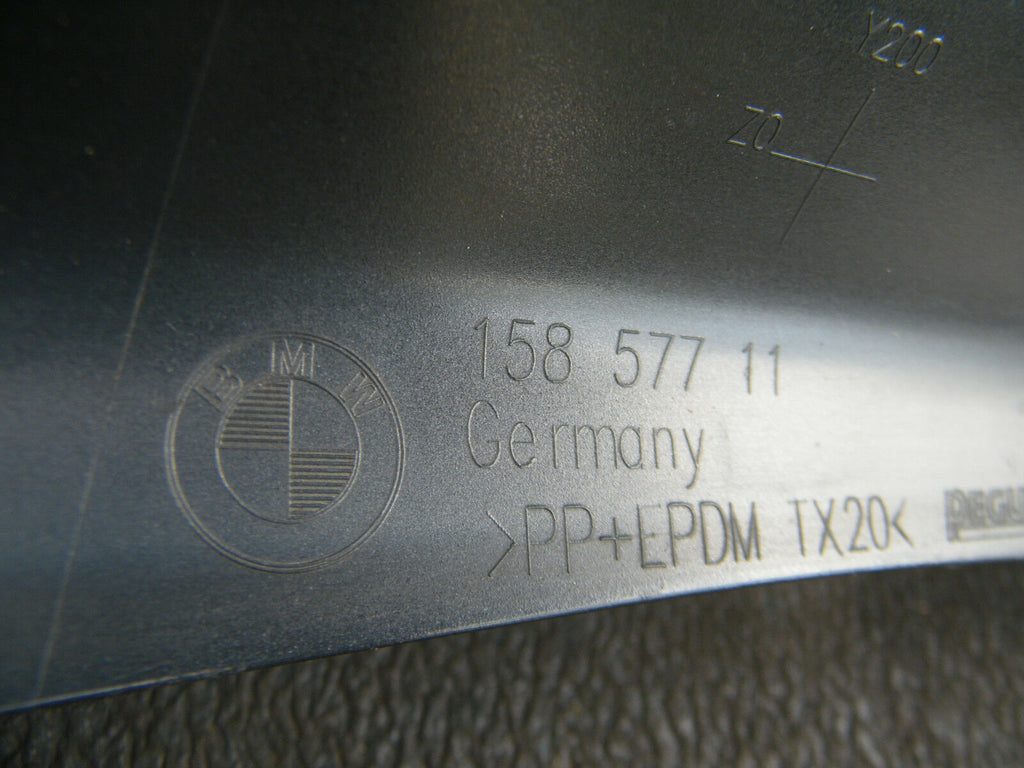 Y200
Z0
BMW
158 577 11
Germany
>PP+EPDM TX20<